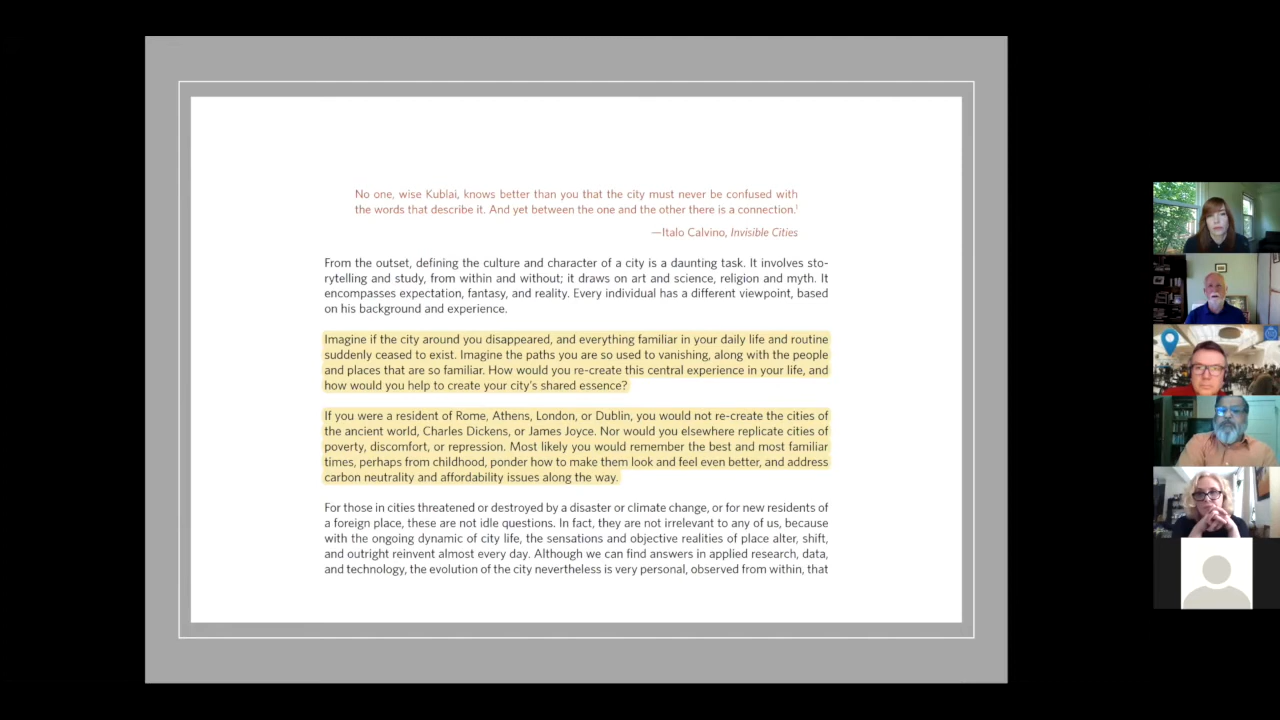 No one, wise Kublai, knows better than you that the city must never be confused with
the words that describe it. And yet between the one and the other there is a connection.¹
—Italo Calvino, Invisible Cities
From the outset, defining the culture and character of a city is a daunting task. It involves sto-
rytelling and study, from within and without; it draws on art and science, religion and myth. It
encompasses expectation, fantasy, and reality. Every individual has a different viewpoint, based
on his background and experience.
Imagine if the city around you disappeared, and everything familiar in your daily life and routine
suddenly ceased to exist. Imagine the paths you are so used to vanishing, along with the people
and places that are so familiar. How would you re-create this central experience in your life, and
how would you help to create your city's shared essence?
If you were a resident of Rome, Athens, London, or Dublin, you would not re-create the cities of
the ancient world, Charles Dickens, or James Joyce. Nor would you elsewhere replicate cities of
poverty, discomfort, or repression. Most likely you would remember the best and most familiar
times, perhaps from childhood, ponder how to make them look and feel even better, and address
carbon neutrality and affordability issues along the way.
For those in cities threatened or destroyed by a disaster or climate change, or for new residents of
a foreign place, these are not idle questions. In fact, they are not irrelevant to any of us, because
with the ongoing dynamic of city life, the sensations and objective realities of place alter, shift,
and outright reinvent almost every day. Although we can find answers in applied research, data,
and technology, the evolution of the city nevertheless is very personal, observed from within, that